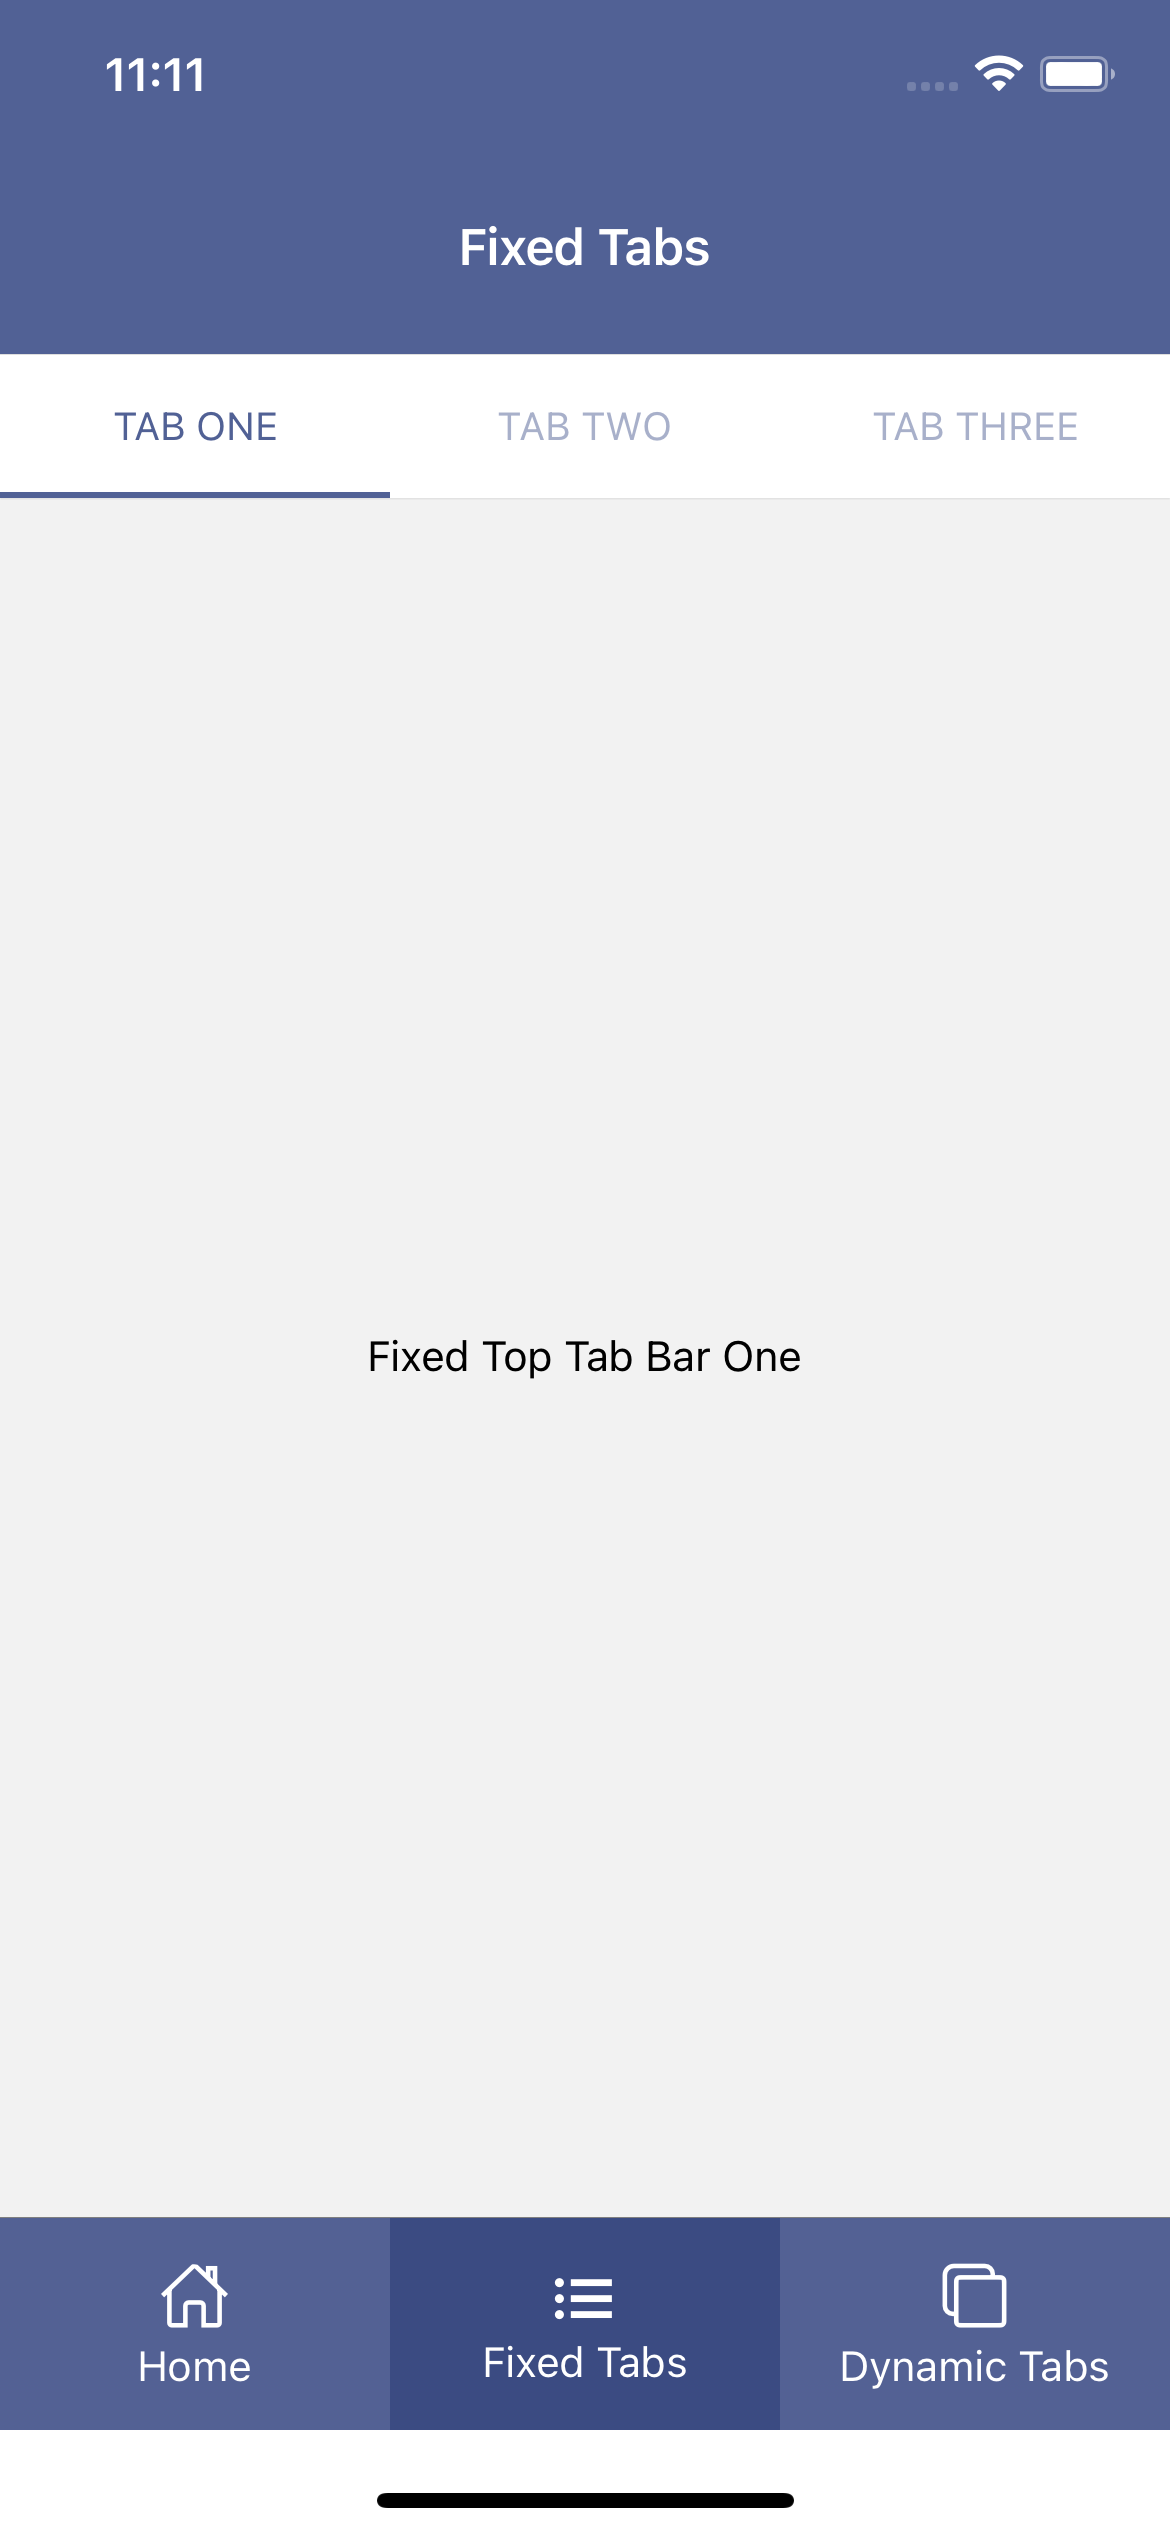 11:11
Fixed Tabs
TAB ONE TAB TWO TAB THREE
Fixed Top Tab Bar One
Home Fixed Tabs Dynamic Tabs